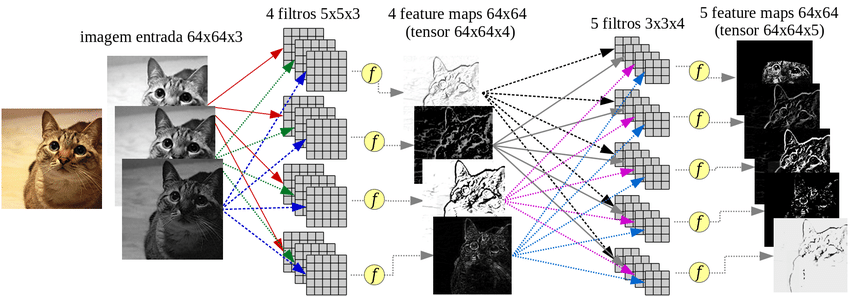 imagem entrada 64x64x3
4 filtros 5x5x3
4 feature maps 64x64
(tensor 64x64x4)
5 filtros 3x3x4
5 feature maps 64x64
(tensor 64x64x5)
f
f
f
f
f
f
f
f
f